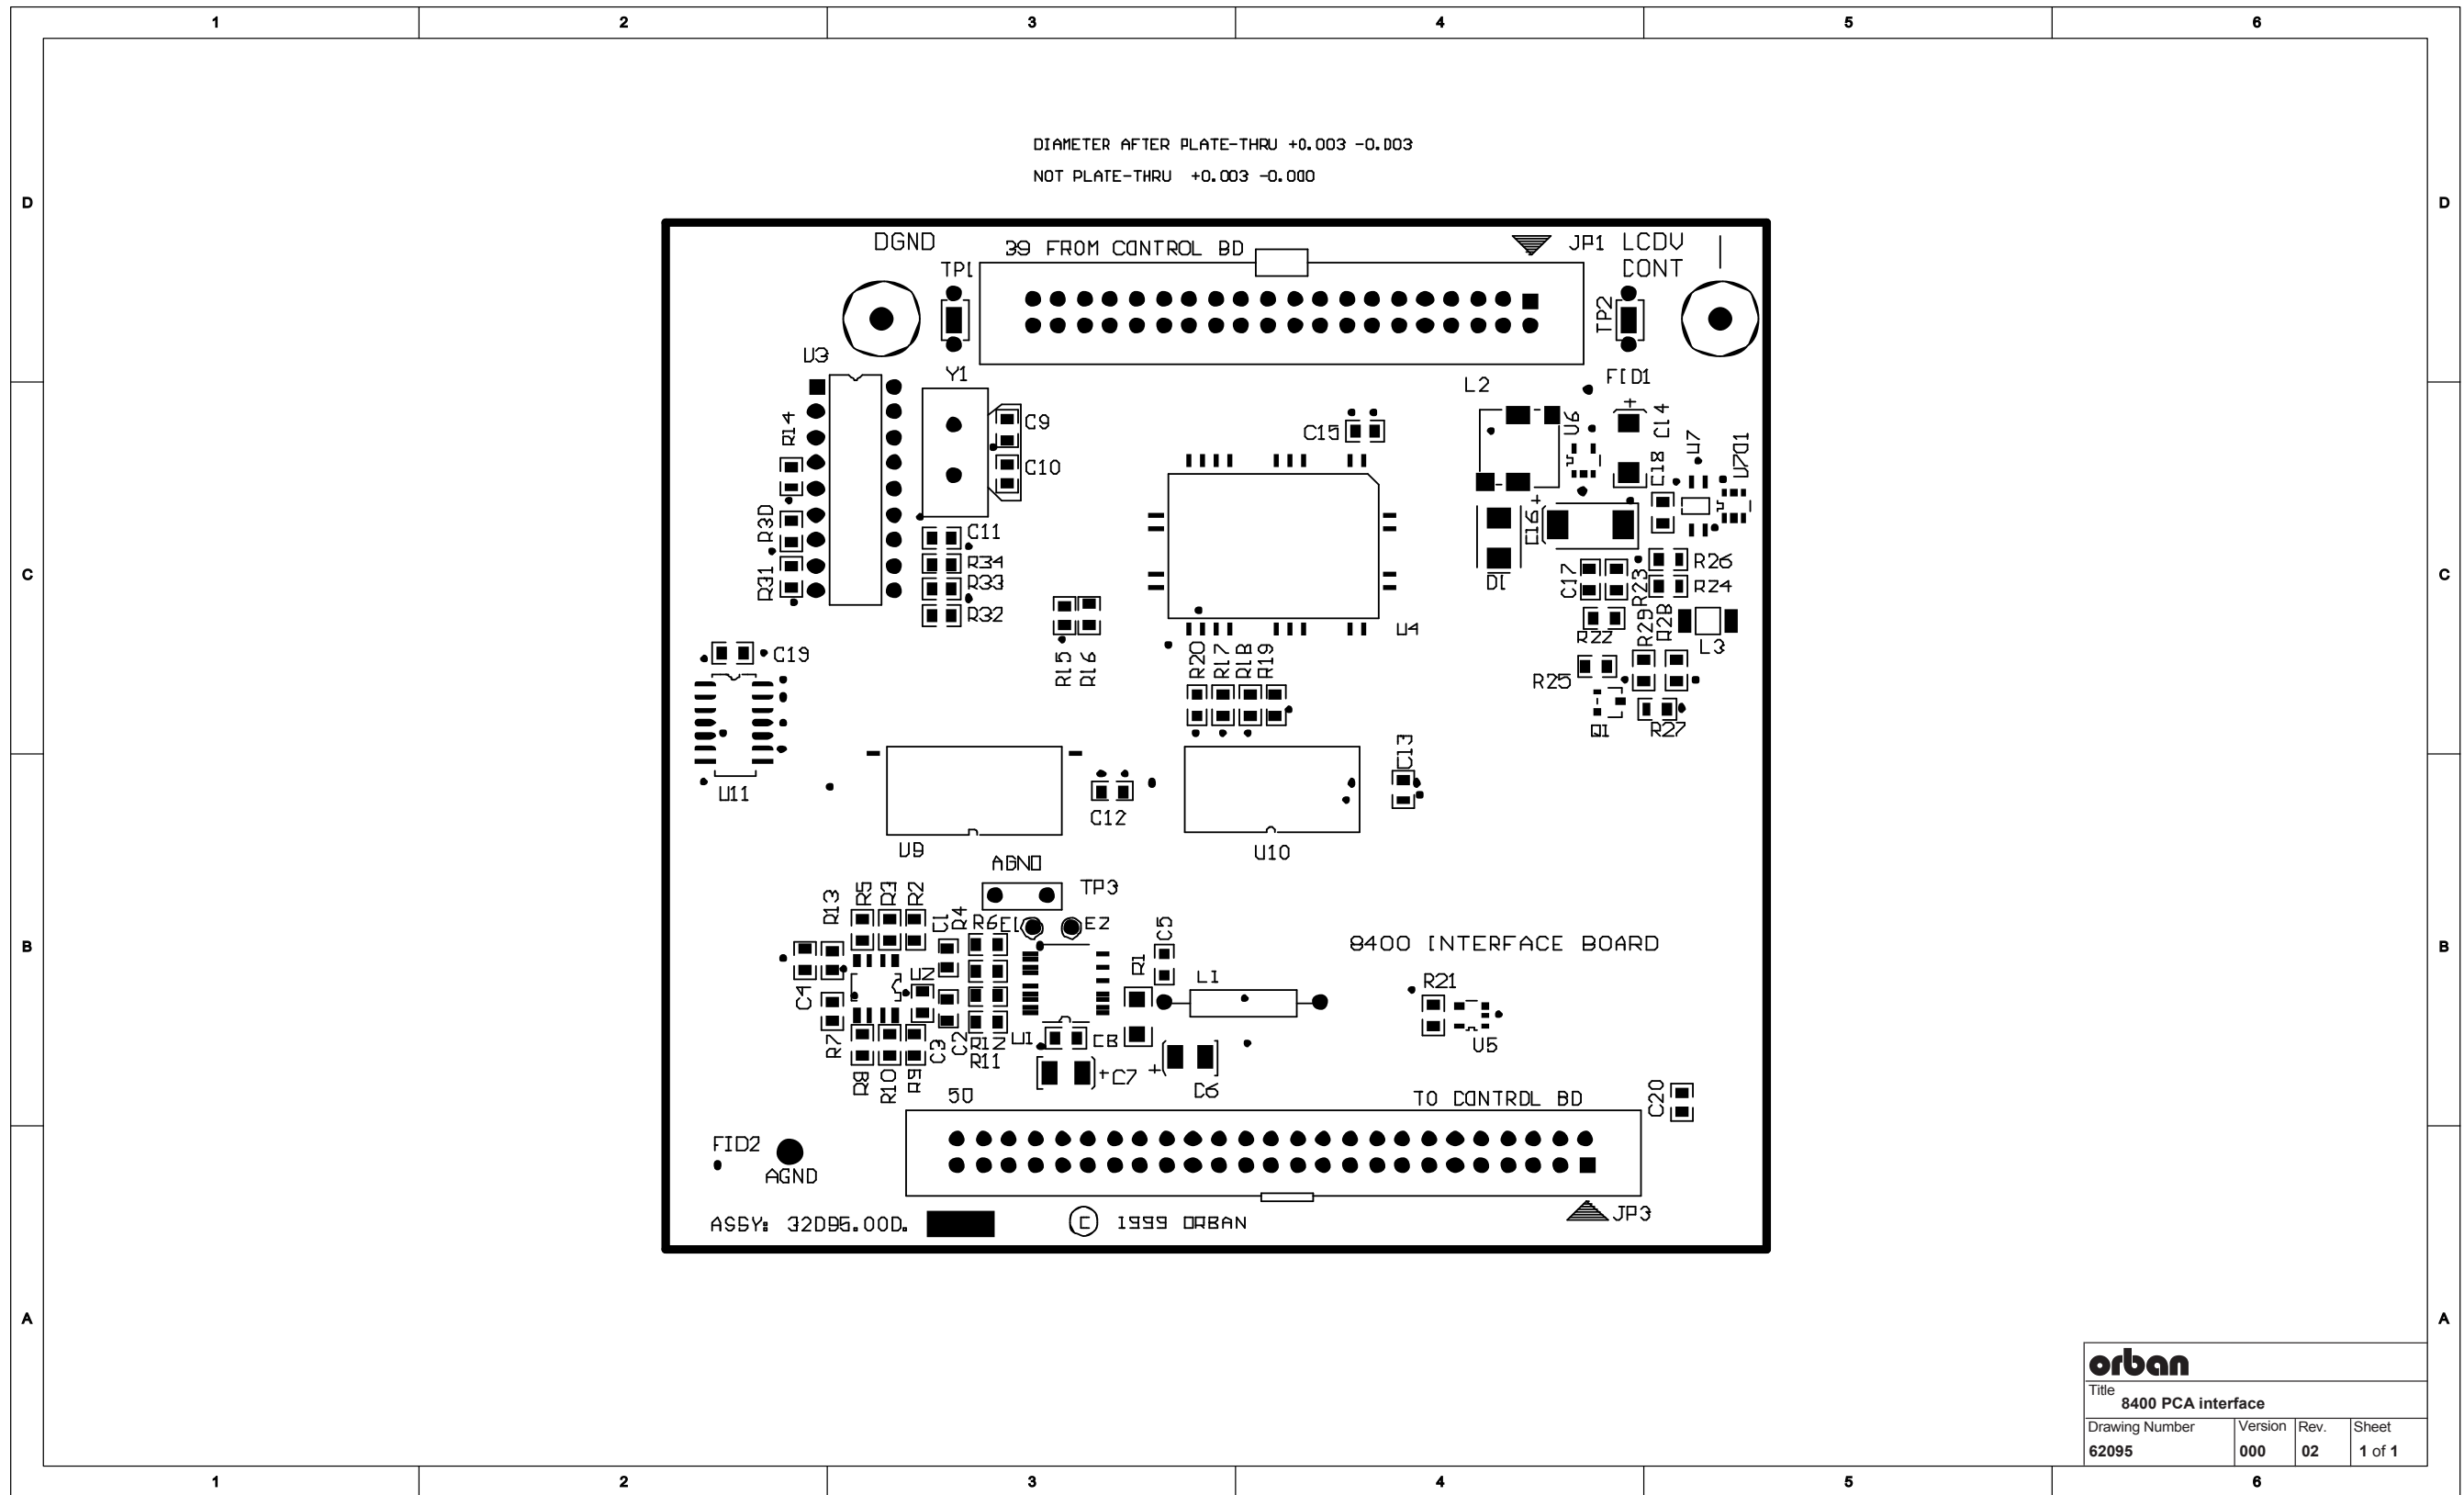 1 2 3 4 5 6
DIAMETER AFTER PLATE-THRU +0.003 -0.003
NOT PLATE-THRU +0.003 -0.000
D D
DGND
39 FROM CONTROL BD
JP1
LCDV
CONT
TP1
TP2
U3
Y1
L2
FID1
R14
C9
C10
C15
U6
+
C14
U7
U701
C18
R30
C11
R34
R33
R32
R31
C16
+
D1
C17
R23
R26
R24
C C
R15
R16
U4
R22
R29
R28
L3
C19
R20
R17
R18
R19
R25
Q1
R27
U11
C12
C13
U9
U10
AGND
TP3
R13
R5
R3
R2
C1
R4
R6
E1
E2
C5
B B
8400 INTERFACE BOARD
C4
U2
R1
L1
R21
R7
R8
R10
R9
C3
C2
R12
R11
U1
C8
+
C7
+
C6
U5
50
TO CONTROL BD
C20
FID2
AGND
ASSY: 32095.000.
C 1999 ORBAN
JP3
A A
orban
Title
8400 PCA interface
Drawing Number Version Rev. Sheet
62095 000 02 1 of 1
1 2 3 4 5 6